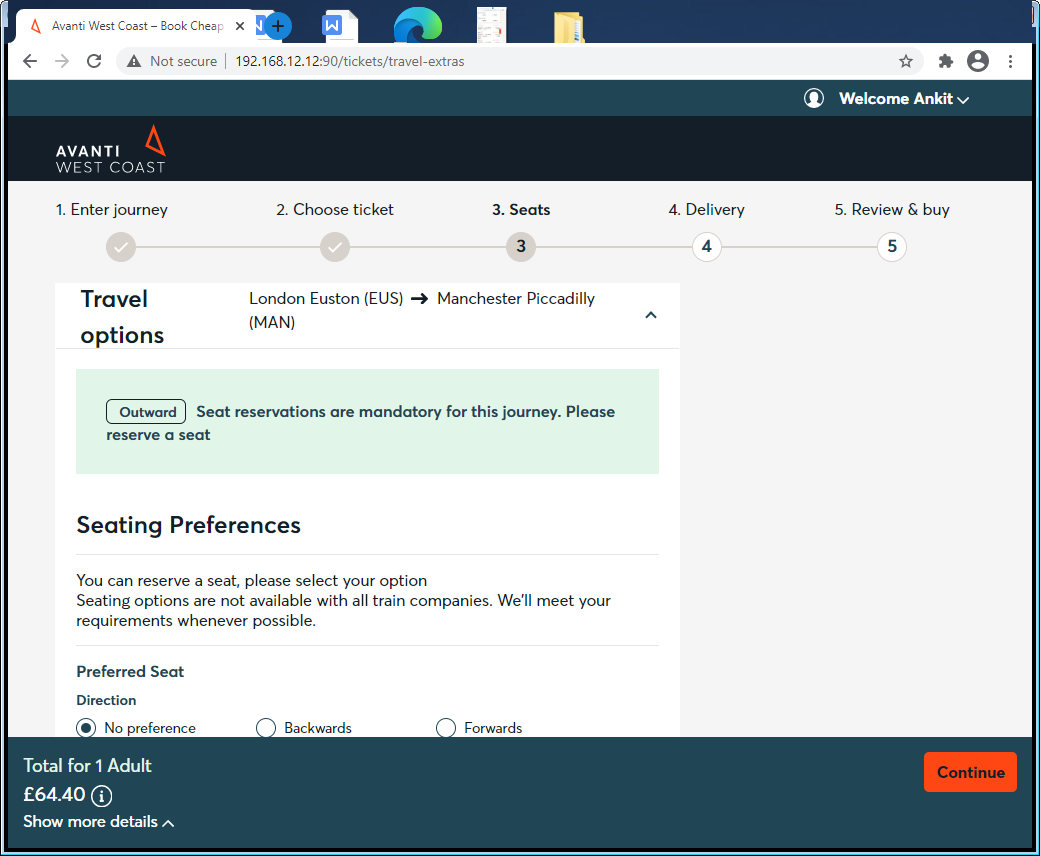 Avanti West Coast – Book Cheap
Not secure 192.168.12.12:90/tickets/travel-extras
Welcome Ankit
AVANTI
WEST COAST
1. Enter journey 2. Choose ticket 3. Seats 4. Delivery 5. Review & buy
3 4 5
Travel options
London Euston (EUS) → Manchester Piccadilly
(MAN)
Outward Seat reservations are mandatory for this journey. Please
reserve a seat
Seating Preferences
You can reserve a seat, please select your option
Seating options are not available with all train companies. We'll meet your
requirements whenever possible.
Preferred Seat
Direction
No preference Backwards Forwards
Total for 1 Adult
£64.40
Continue
Show more details